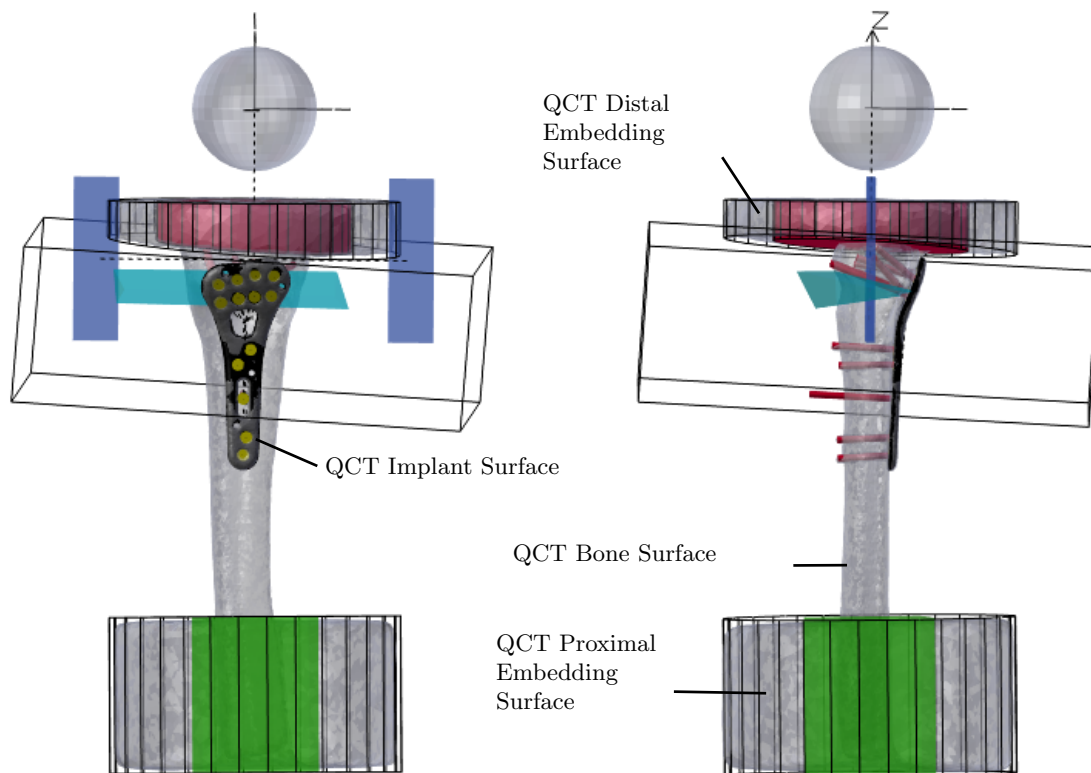 Z
QCT Distal
Embedding
Surface
QCT Implant Surface
QCT Bone Surface
QCT Proximal
Embedding
Surface